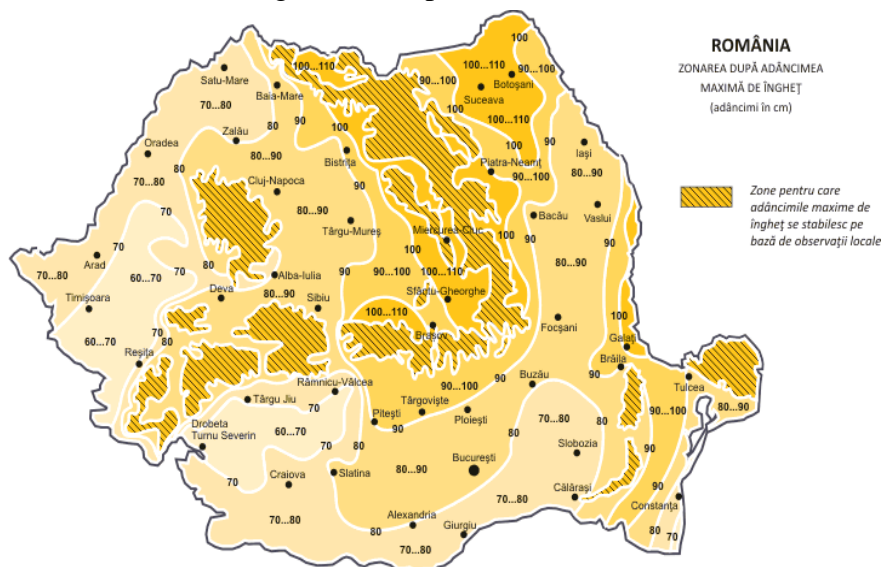 ROMÂNIA
ZONAREA DUPĂ ADÂNCIMEA
MAXIMĂ DE ÎNGHEȚ
(adâncimi în cm)
Zone pentru care
adâncimile maxime de
îngheț se stabilesc pe
bază de observații locale
100
100
100...110
90...100
100...110
90...100
Satu-Mare
Botoșani
Baia-Mare
Suceava
70...80
80
90
100...110
100
Zalău
100
90
Oradea
80...90
Bistrița
Iași
80
Piatra-Neamț
70...80
90
90...100
80...90
Cluj-Napoca
70
80...90
Vaslui
Târgu-Mureș
Bacău
Miercurea-Ciuc
70
100
90
Arad
70...80
60...70
70
80
Alba-Iulia
90
90...100
100...110
80...90
Deva
80...90
Sfântu-Gheorghe
Timișoara
Sibiu
70
100...110
100
Focșani
60...70
Brașov
80
Galați
Reșița
Brăila
90...100
Buzău
90
Râmnicu-Vâlcea
Tulcea
Târgu Jiu
70
Târgoviște
90...100
80...90
Pitești
Ploiești
70...80
Drobeta
Turnu Severin
60...70
90
80
80
70
80
Slobozia
București
90
70
Craiova
Slatina
80...90
Călărași
90
70...80
Constanța
70...80
Alexandria
80
Giurgiu
80
70
70...80